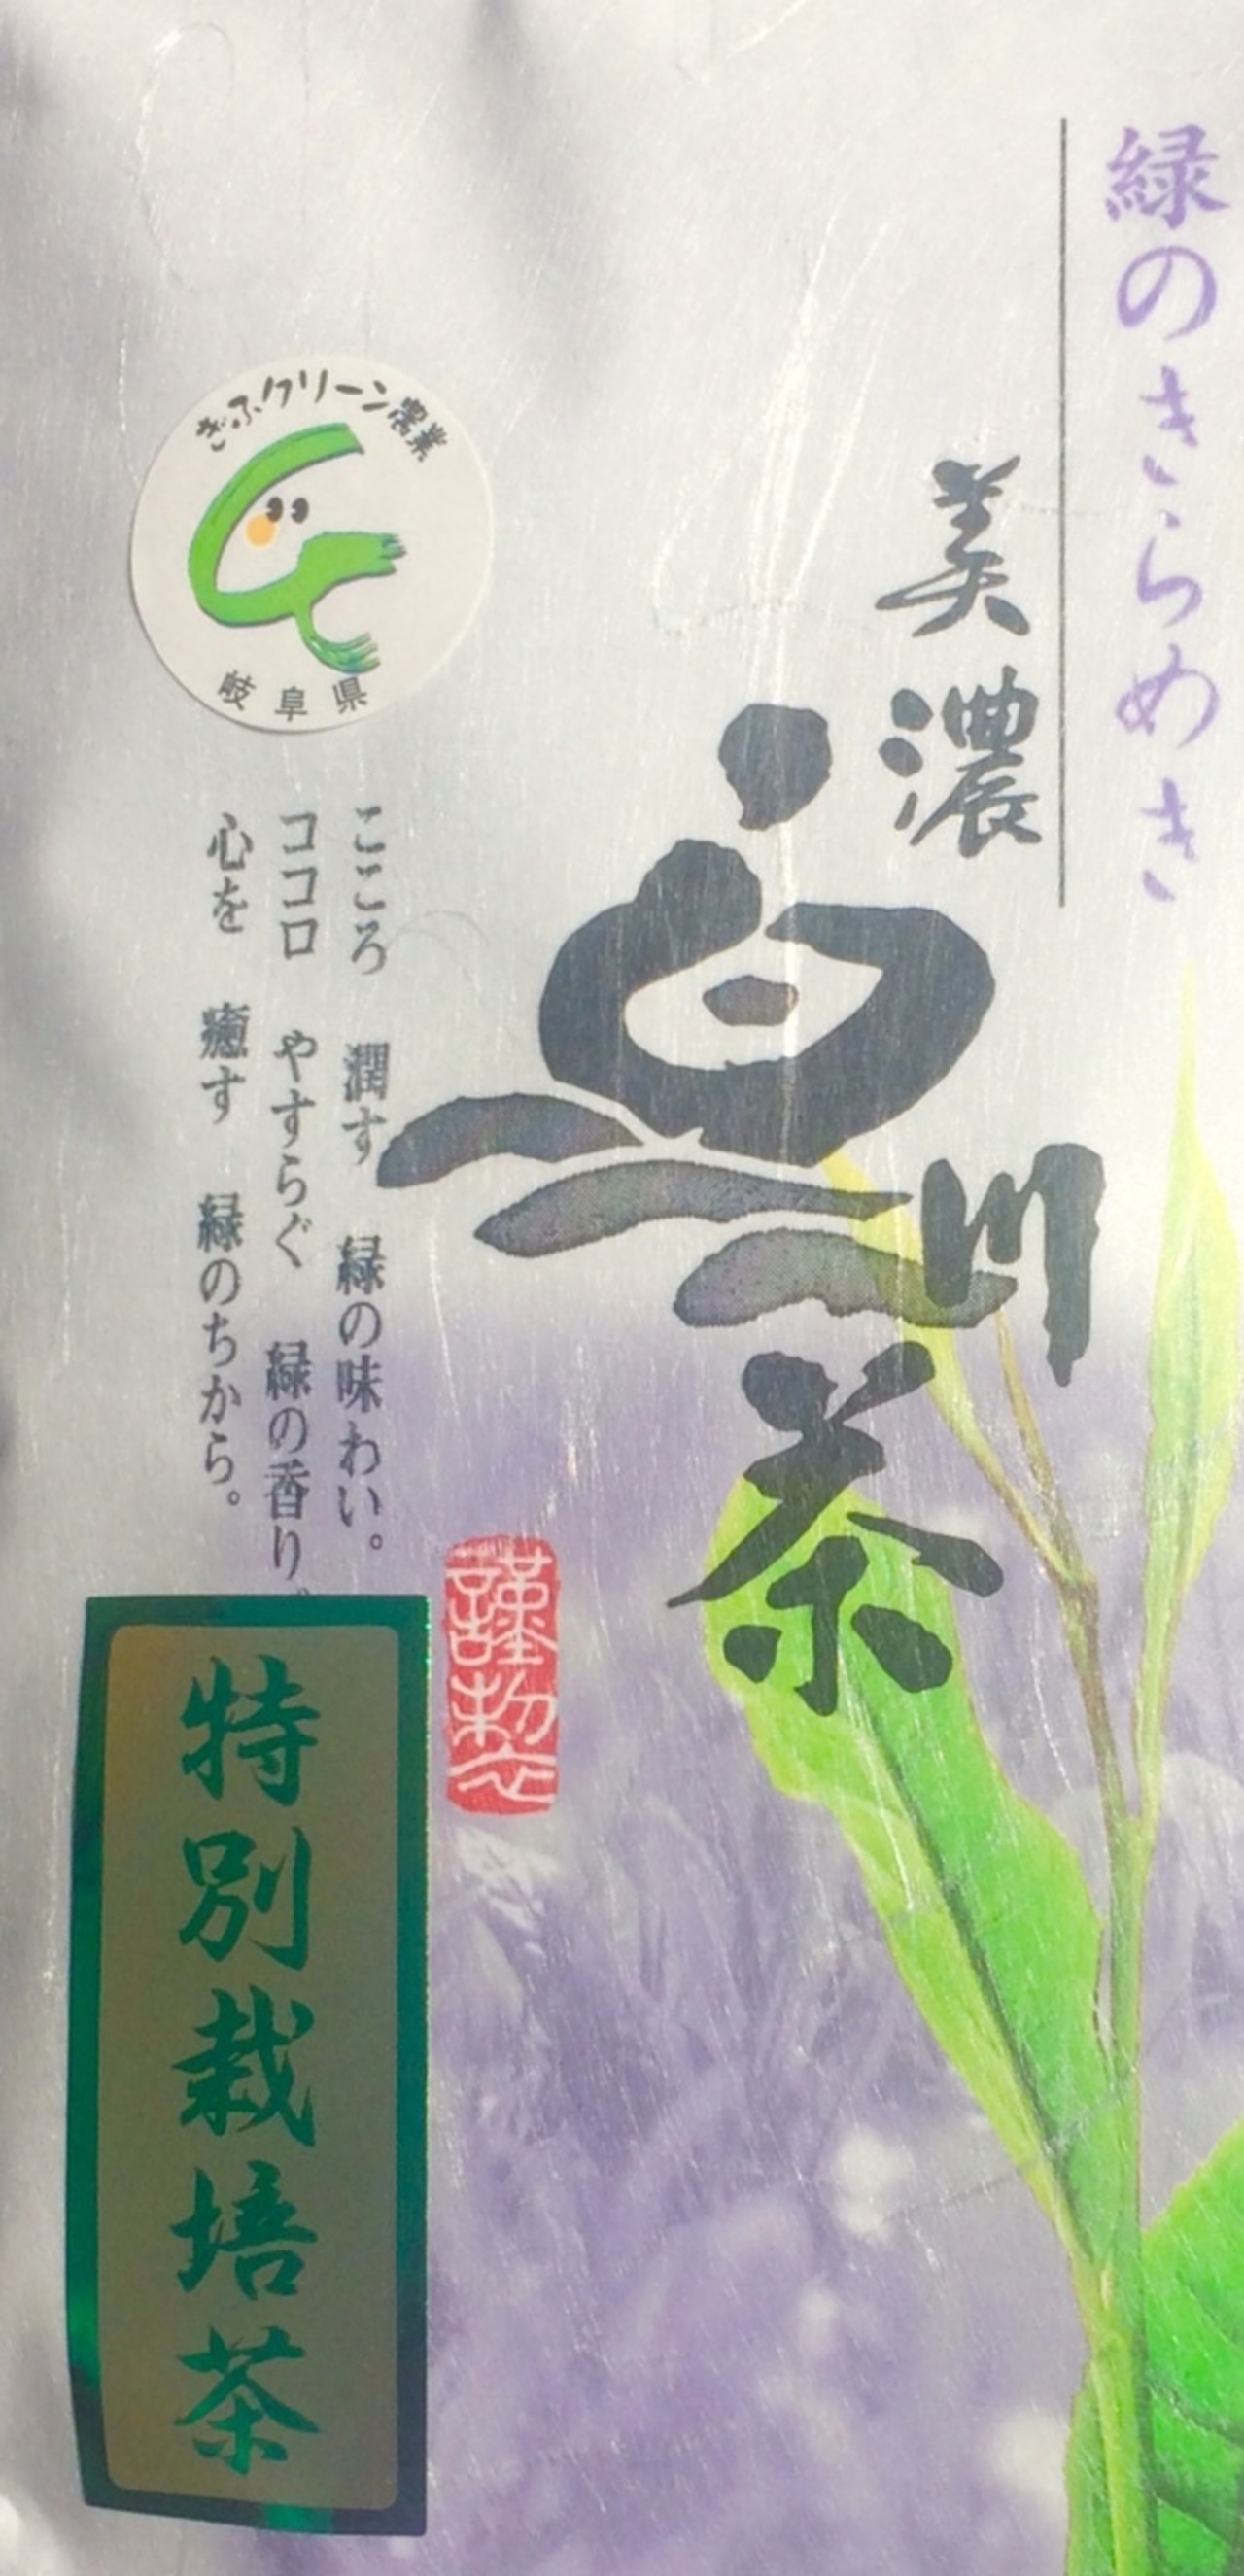 緑のきらめき
美濃
白川茶
こころ 潤す 緑の味わい。
ココロ やすらぐ 緑の香り。
心を 癒す 緑のちから。
ぎふクリーン農業
岐阜県
謹製
特別栽培茶